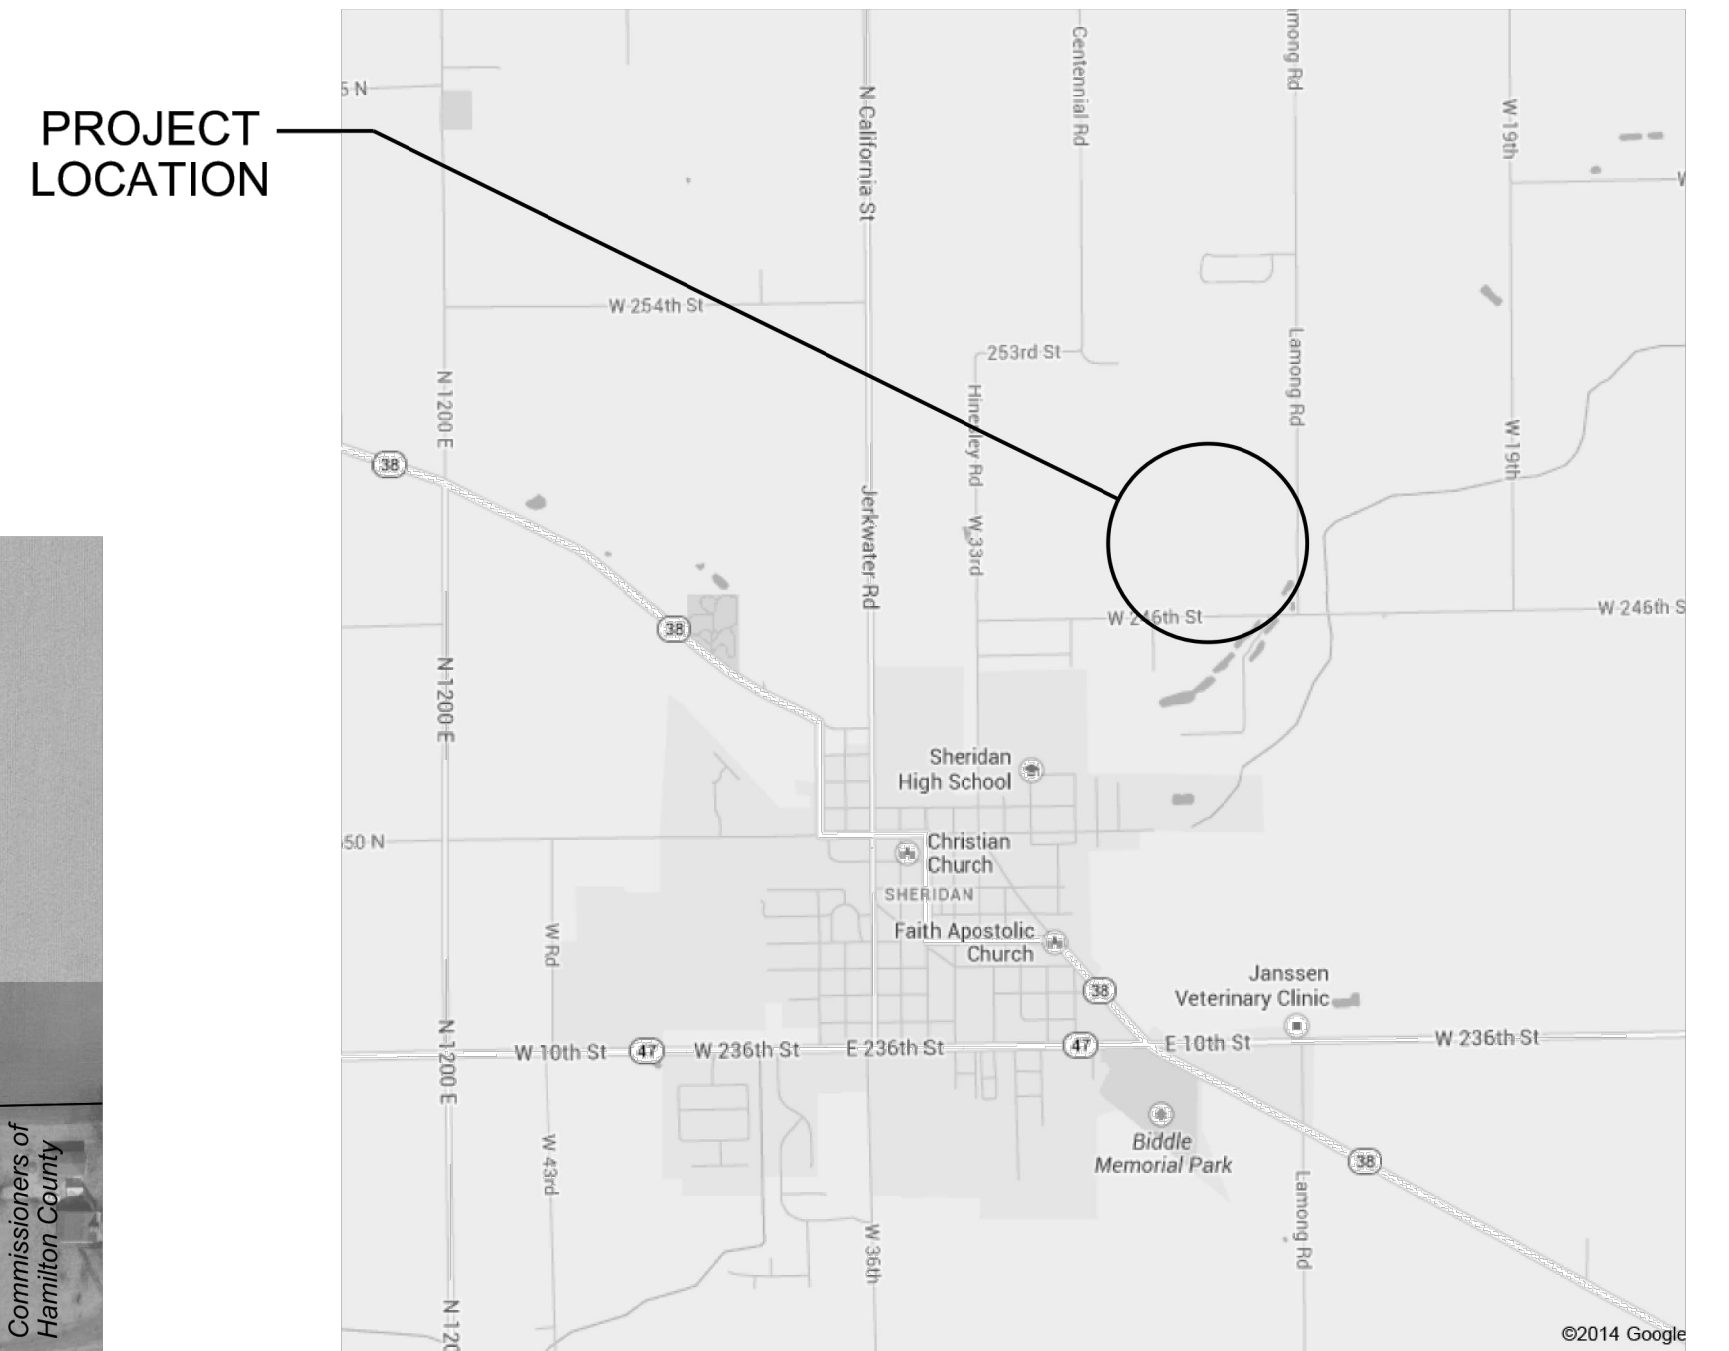 PROJECT
LOCATION
5 N
N California St
Centennial Rd
mong Rd
W 19th
W 254th St
253rd St
Lamong Rd
N 1200 E
Hinesley Rd
W 19th
38
Jerkwater Rd
W 33rd
38
W 246th St
W 246th S
N 1200 E
Sheridan
High School
50 N
Christian
Church
SHERIDAN
Faith Apostolic
Church
W Rd
38
Janssen
Veterinary Clinic
N 1200 E
W 10th St
47
W 236th St
E 236th St
47
E 10th St
W 236th St
Biddle
Memorial Park
38
W 43rd
Lamong Rd
W 36th
N 120
Commissioners of
Hamilton County
©2014 Google